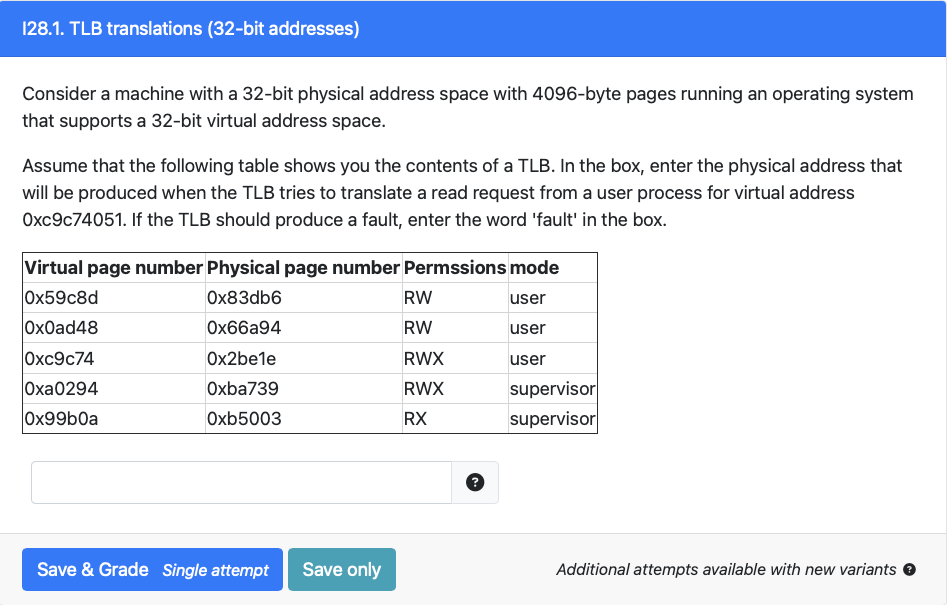 I28.1. TLB translations (32-bit addresses)
Consider a machine with a 32-bit physical address space with 4096-byte pages running an operating system
that supports a 32-bit virtual address space.
Assume that the following table shows you the contents of a TLB. In the box, enter the physical address that
will be produced when the TLB tries to translate a read request from a user process for virtual address
0xc9c74051. If the TLB should produce a fault, enter the word 'fault' in the box.
Virtual page number Physical page number Permssions mode
0x59c8d 0x83db6 RW user
0x0ad48 0x66a94 RW user
0xc9c74 0x2be1e RWX user
0xa0294 0xba739 RWX supervisor
0x99b0a 0xb5003 RX supervisor
?
Save & Grade Single attempt Save only Additional attempts available with new variants ?